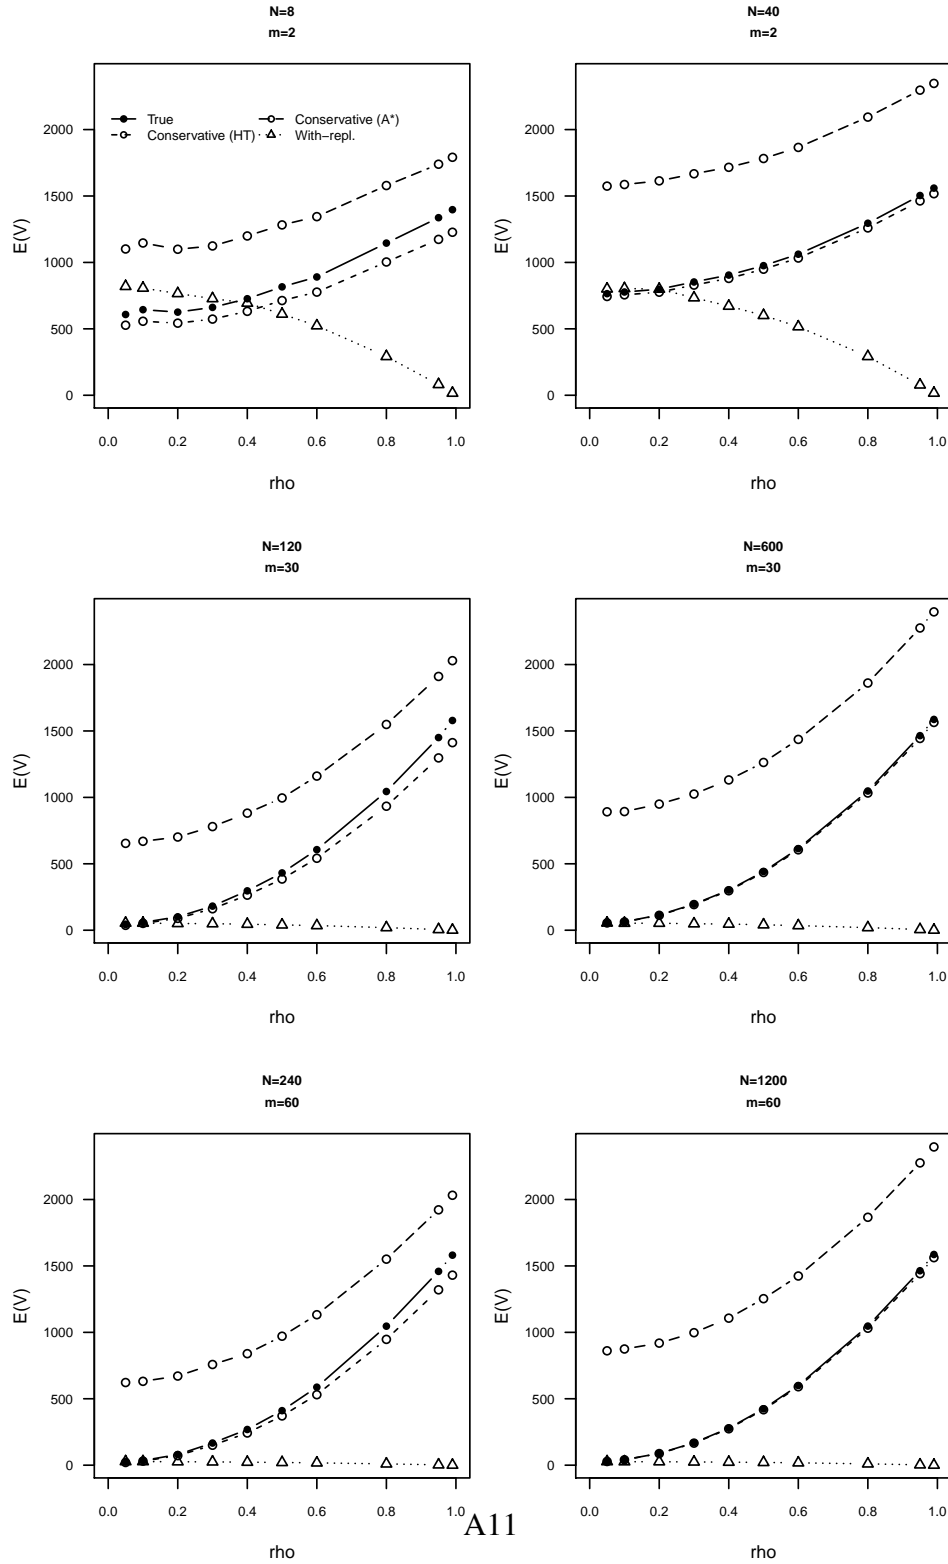 N=8
m=2
True
Conservative (A*)
Conservative (HT)
With−repl.
2000
1500
1000
500
0
E(V)
0.0 0.2 0.4 0.6 0.8 1.0
rho
N=40
m=2
2000
1500
1000
500
0
E(V)
0.0 0.2 0.4 0.6 0.8 1.0
rho
N=120
m=30
2000
1500
1000
500
0
E(V)
0.0 0.2 0.4 0.6 0.8 1.0
rho
N=600
m=30
2000
1500
1000
500
0
E(V)
0.0 0.2 0.4 0.6 0.8 1.0
rho
N=240
m=60
2000
1500
1000
500
0
E(V)
0.0 0.2 0.4 0.6 0.8 1.0
rho
N=1200
m=60
2000
1500
1000
500
0
E(V)
0.0 0.2 0.4 0.6 0.8 1.0
rho
A11